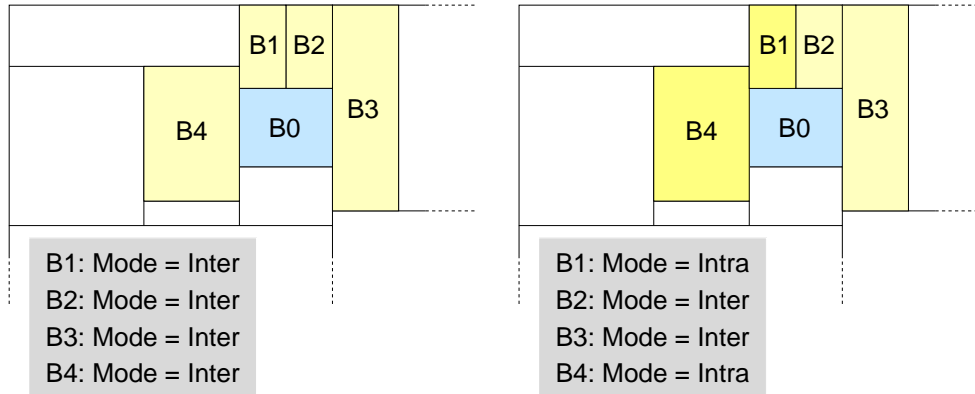 B1 B2
B3
B4 B0
B1: Mode = Inter
B2: Mode = Inter
B3: Mode = Inter
B4: Mode = Inter
B1 B2
B3
B4 B0
B1: Mode = Intra
B2: Mode = Inter
B3: Mode = Inter
B4: Mode = Intra